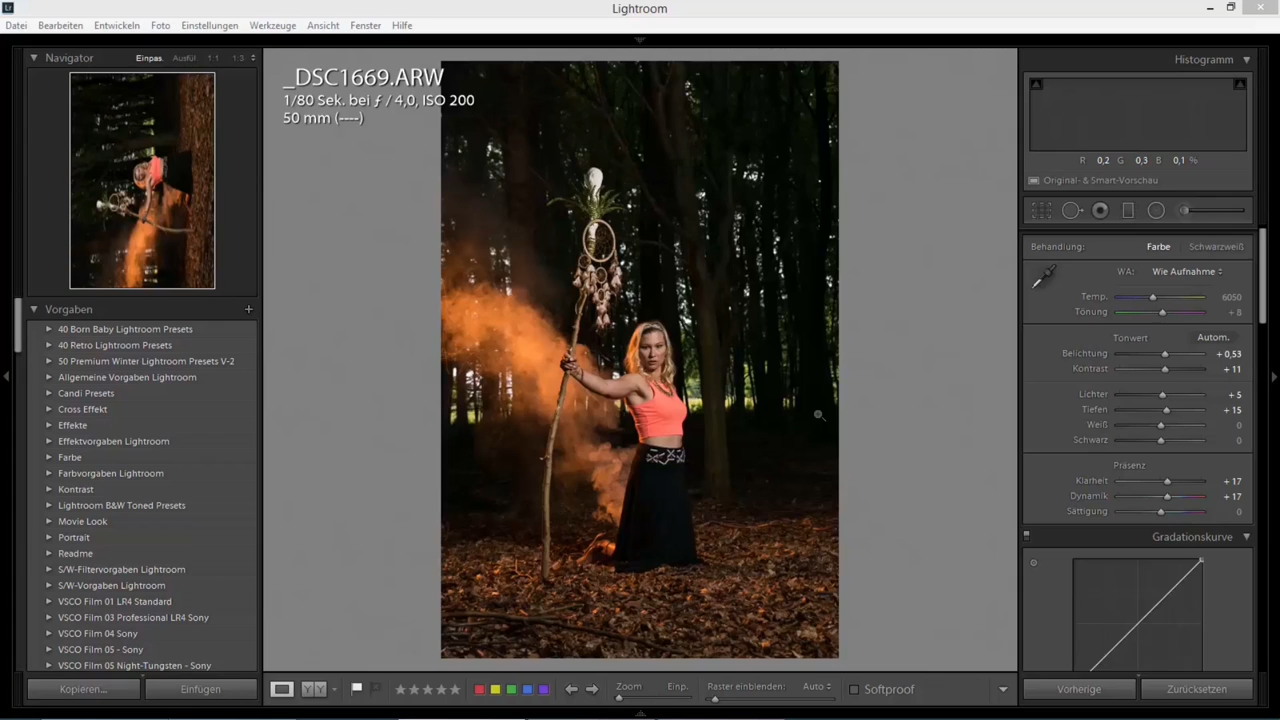 Lr
Lightroom
Datei Bearbeiten Entwickeln Foto Einstellungen Werkzeuge Ansicht Fenster Hilfe
Navigator Einpas. Ausfül. 1:1 1:3
Vorgaben +
40 Born Baby Lightroom Presets
40 Retro Lightroom Presets
50 Premium Winter Lightroom Presets V-2
Allgemeine Vorgaben Lightroom
Candi Presets
Cross Effekt
Effekte
Effektvorgaben Lightroom
Farbe
Farbvorgaben Lightroom
Kontrast
Lightroom B&W Toned Presets
Movie Look
Portrait
Readme
S/W-Filtervorgaben Lightroom
S/W-Vorgaben Lightroom
VSCO Film 01 LR4 Standard
VSCO Film 03 Professional LR4 Sony
VSCO Film 04 Sony
VSCO Film 05 - Sony
VSCO Film 05 Night-Tungsten - Sony
Kopieren... Einfügen
_DSC1669.ARW
1/80 Sek. bei ƒ / 4,0, ISO 200
50 mm (----)
YY Zoom Einp. Raster einblenden: Auto Softproof
Histogramm
R 0,2 G 0,3 B 0,1 %
Original- & Smart-Vorschau
Behandlung: Farbe Schwarzweiß
WA: Wie Aufnahme
Temp. 6050
Tönung + 8
Tonwert Autom.
Belichtung + 0,53
Kontrast + 11
Lichter + 5
Tiefen + 15
Weiß 0
Schwarz 0
Präsenz
Klarheit + 17
Dynamik + 17
Sättigung 0
Gradationskurve
Vorherige Zurücksetzen